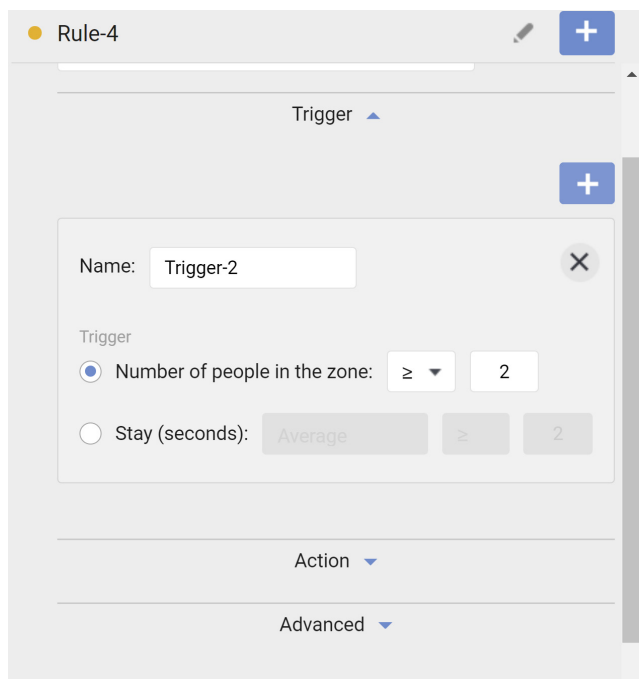 Rule-4
Trigger
Name: Trigger-2
Trigger
Number of people in the zone: ≥ 2
Stay (seconds): Average ≥ 2
Action
Advanced